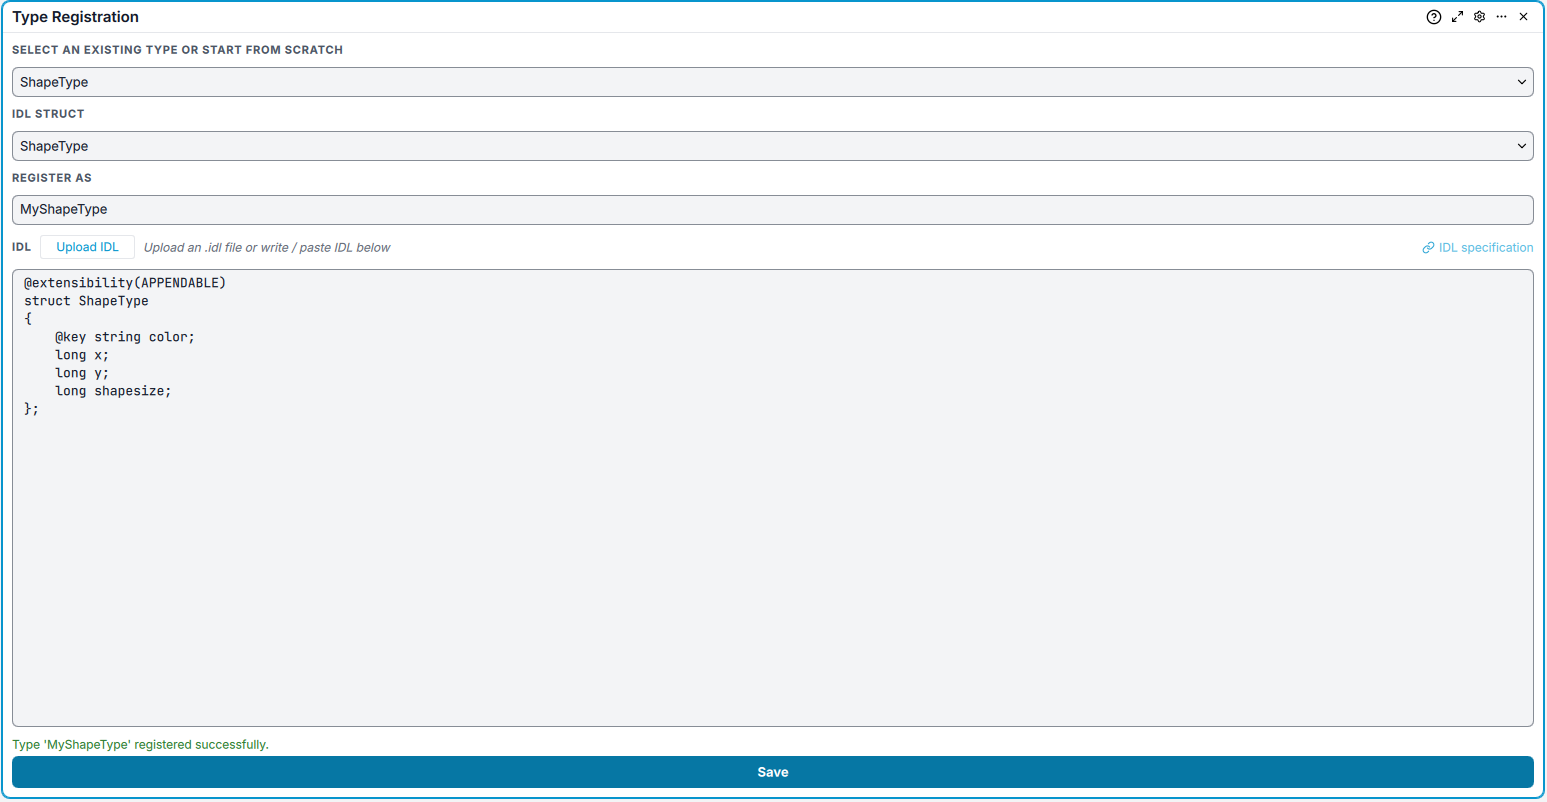 Type Registration
SELECT AN EXISTING TYPE OR START FROM SCRATCH
ShapeType
IDL STRUCT
ShapeType
REGISTER AS
MyShapeType
IDL Upload IDL Upload an .idl file or write / paste IDL below IDL specification
@extensibility(APPENDABLE)
struct ShapeType
{
    @key string color;
    long x;
    long y;
    long shapesize;
};
Type 'MyShapeType' registered successfully.
Save